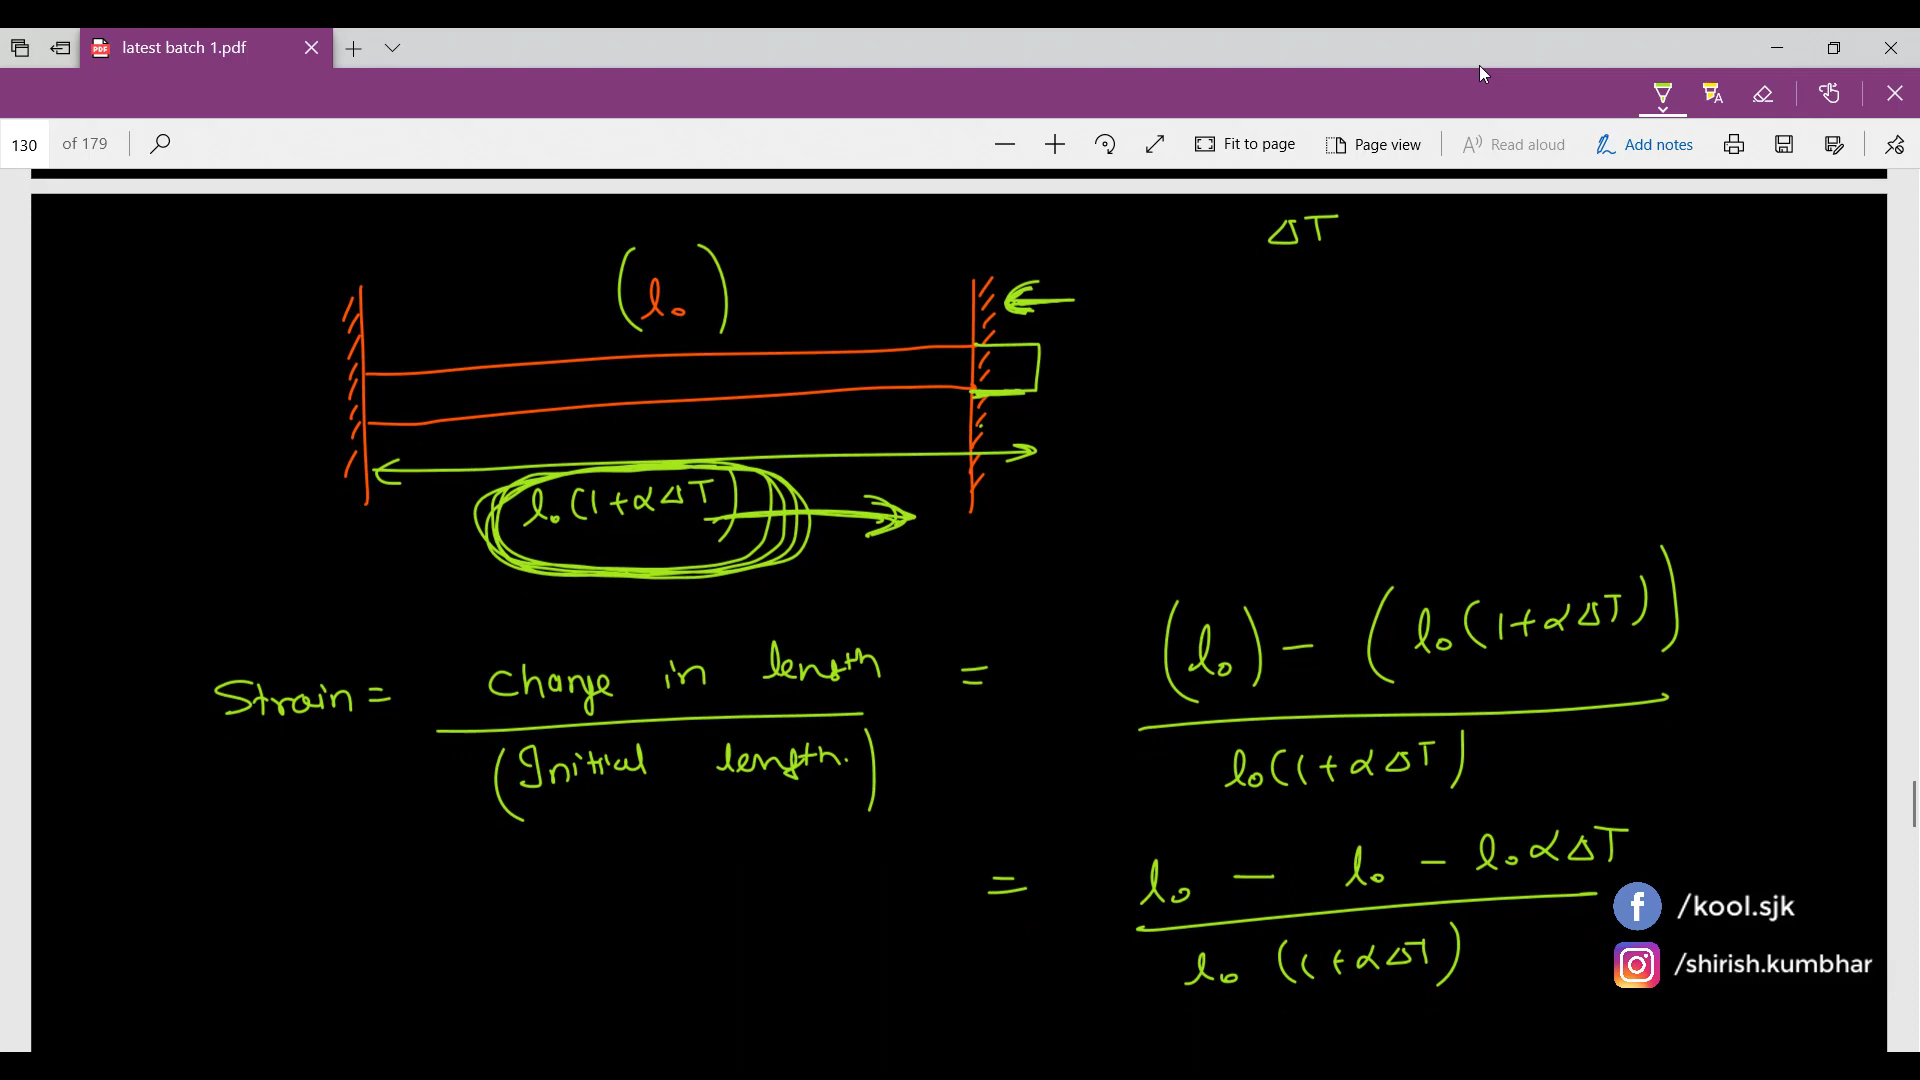 latest batch 1.pdf
130 of 179
Fit to page
Page view
Read aloud
Add notes
ΔT
(l₀)
l₀(1+αΔT)
Strain = Change in length / (Initial length.) = (l₀) − (l₀(1+αΔT)) / l₀(1+αΔT)
= l₀ − l₀ − l₀αΔT / l₀ (1+αΔT)
/kool.sjk
/shirish.kumbhar